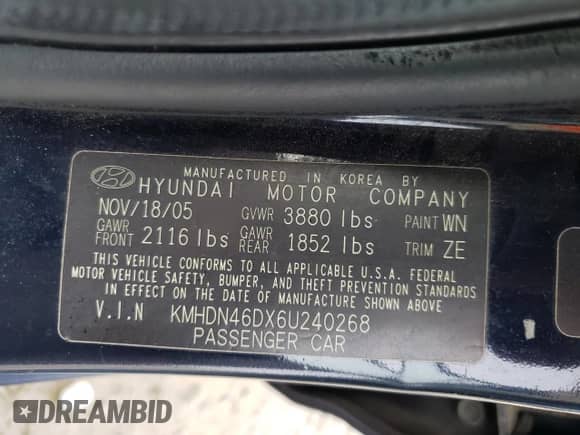 MANUFACTURED IN KOREA BY
HYUNDAI MOTOR COMPANY
NOV/18/05 GVWR 3880 lbs PAINT WN
GAWR FRONT 2116 lbs GAWR REAR 1852 lbs TRIM ZE
THIS VEHICLE CONFORMS TO ALL APPLICABLE U.S.A. FEDERAL
MOTOR VEHICLE SAFETY, BUMPER, AND THEFT PREVENTION STANDARDS
IN EFFECT ON THE DATE OF MANUFACTURE SHOWN ABOVE
V.I.N KMHDN46DX6U240268
PASSENGER CAR
DREAMBID